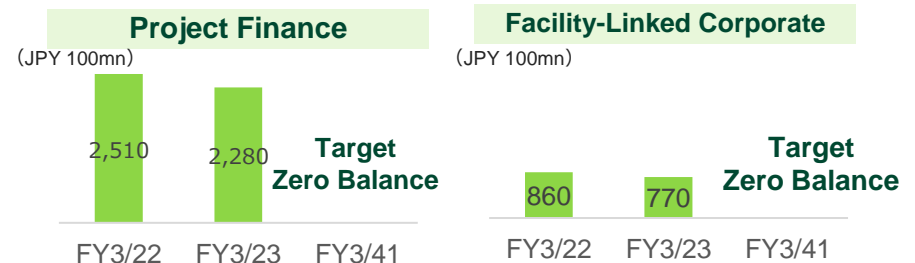 Project Finance
（JPY 100mn）
2,510
2,280
Target
Zero Balance
FY3/22 FY3/23 FY3/41
Facility-Linked Corporate
（JPY 100mn）
860
770
Target
Zero Balance
FY3/22 FY3/23 FY3/41